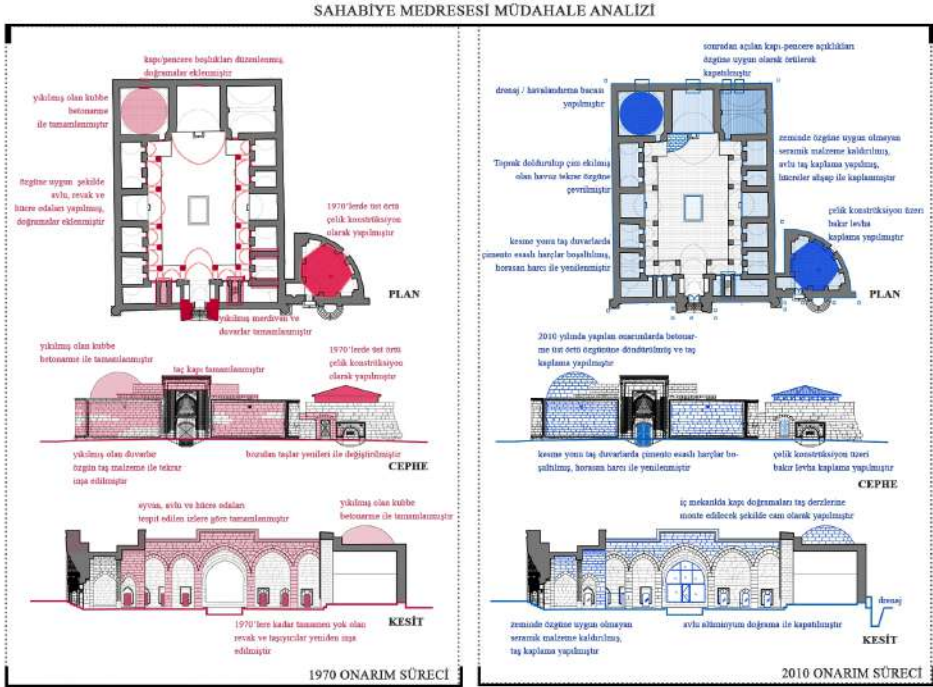 SAHABİYE MEDRESESİ MÜDAHALE ANALİZİ
kapı/pencere boşlukları düzenlenmiş,
doğramalar eklenmiştir
yıkılmış olan kubbe
betonarme
ile tamamlanmıştır
özgüne uygun şekilde
avlu, revak ve
hücre odaları yapılmış,
doğramalar eklenmiştir
1970'lerde üst örtü
çelik konstrüksiyon
olarak yapılmıştır
PLAN
yıkılmış merdiven ve
duvarlar tamamlanmıştır
yıkılmış olan kubbe
betonarme ile tamamlanmıştır
taç kapı tamamlanmıştır
1970'lerde üst örtü
çelik konstrüksiyon
olarak yapılmıştır
yıkılmış olan duvarlar
özgün taş malzeme ile tekrar
inşa edilmiştir
bozulan taşlar yenileri ile değiştirilmiştir
CEPHE
eyvan, avlu ve hücre odaları
tespit edilen izlere göre tamamlanmıştır
yıkılmış olan kubbe
betonarme ile tamamlanmıştır
1970'lere kadar tamamen yok olan
revak ve taşıyıcılar yeniden inşa
edilmiştir
KESİT
1970 ONARIM SÜRECİ
sonradan açılan kapı-pencere açıklıkları
özgüne uygun olarak örülerek
kapatılmıştır
drenaj / havalandırma bacası
yapılmıştır
Toprak doldurulup çim ekilmiş
olan havuz tekrar özgüne
çevrilmiştir
zeminde özgüne uygun olmayan
seramik malzeme kaldırılmış,
avlu taş kaplama yapılmış,
hücreler ahşap ile kaplanmıştır
kesme yonu taş duvarlarda
çimento esaslı harçlar boşaltılmış,
horasan harcı ile yenilenmiştir
çelik konstrüksiyon üzeri
bakır levha
kaplama yapılmıştır
PLAN
2010 yılında yapılan onarımlarda betonar-
me üst örtü özgününe döndürülmüş ve taş
kaplama yapılmıştır
kesme yonu taş duvarlarda çimento esaslı harçlar bo-
şaltılmış, horasan harcı ile yenilenmiştir
çelik konstrüksiyon üzeri
bakır levha kaplama yapılmıştır
CEPHE
iç mekanlda kapı doğramaları taş derzlerine
monte edilecek şekilde cam olarak yapılmıştır
drenaj
zeminde özgüne uygun olmayan
seramik malzeme kaldırılmış,
taş kaplama yapılmıştır
avlu alüminyum doğrama ile kapatılmıştır
KESİT
2010 ONARIM SÜRECİ